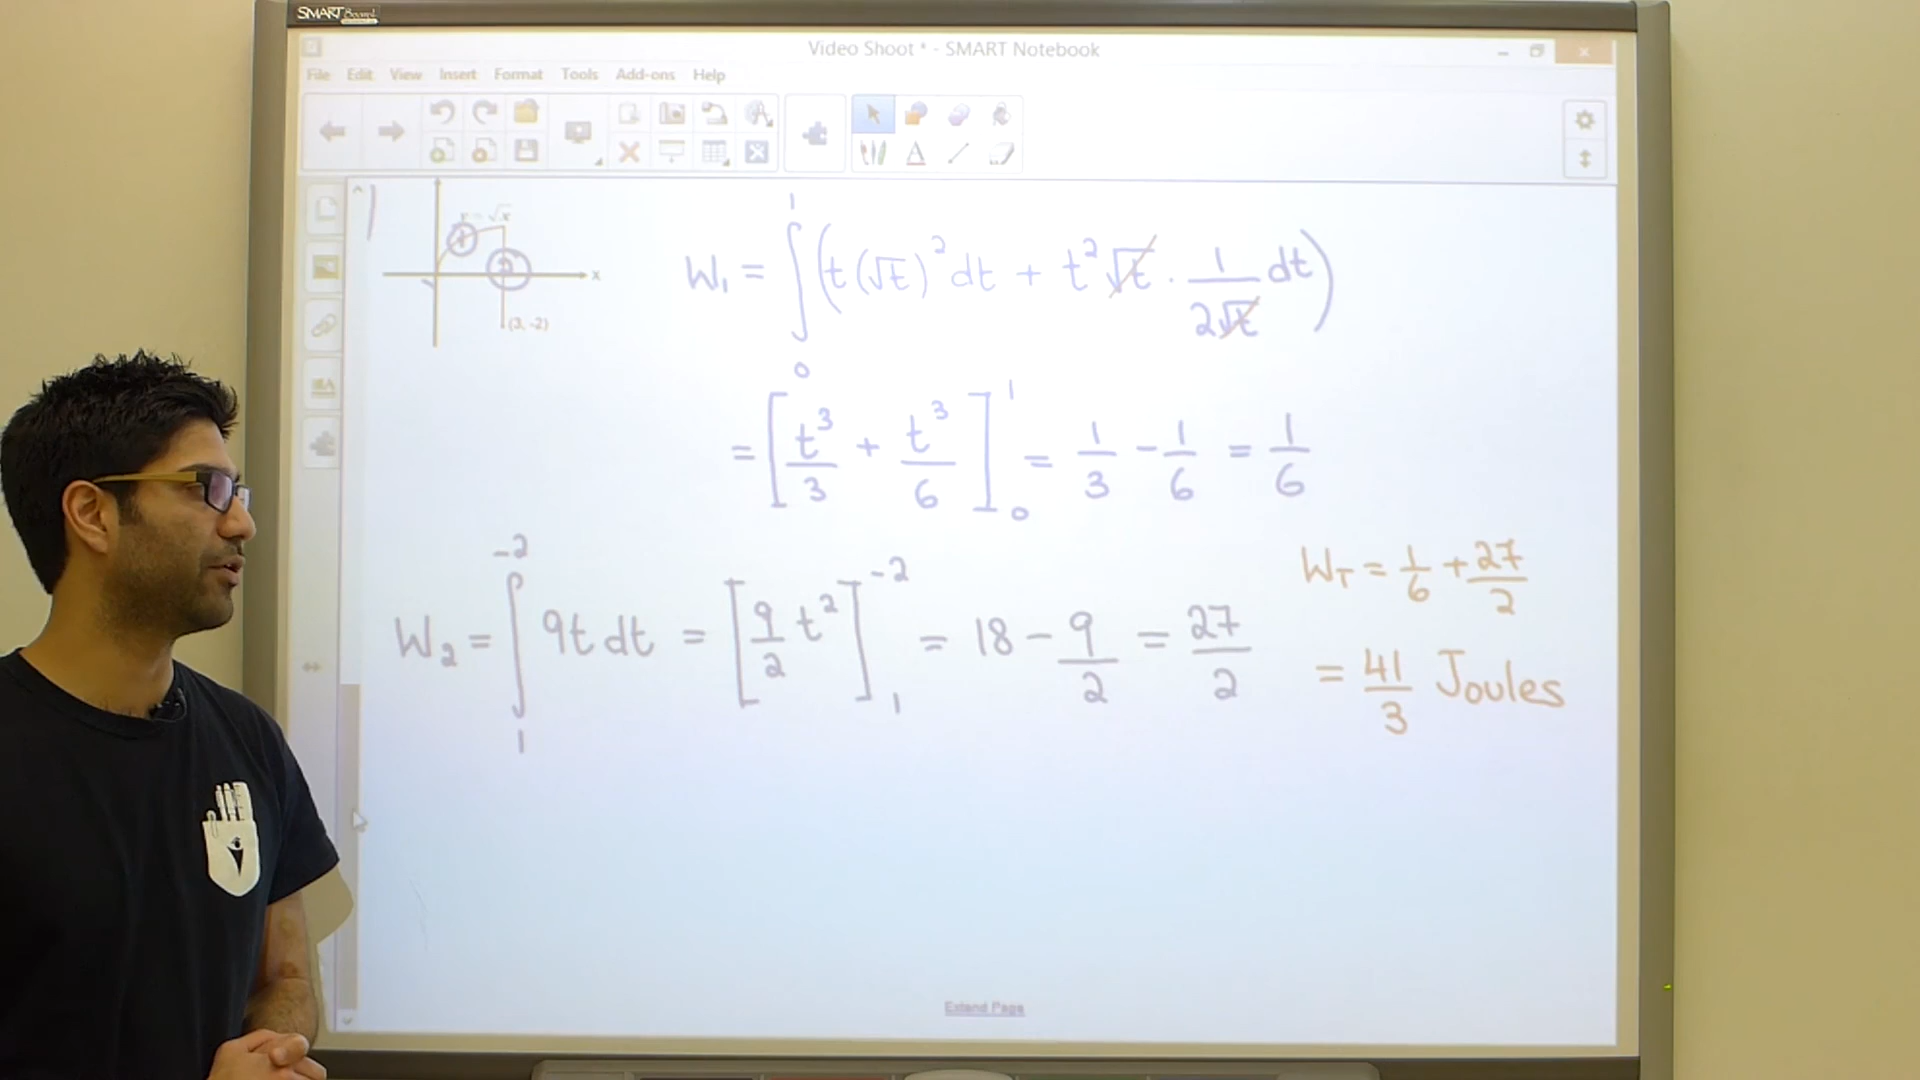 SMART Board
Video Shoot * - SMART Notebook
File Edit View Insert Format Tools Add-ons Help
y = √x
x
(3, -2)
W₁ = ∫₀¹ (t(√t)² dt + t²√t · 1/(2√t) dt)
= [t³/3 + t³/6]₀¹ = 1/3 - 1/6 = 1/6
W₂ = ∫₁⁻² 9t dt = [9/2 t²]₁⁻² = 18 - 9/2 = 27/2
W_T = 1/6 + 27/2
= 41/3 Joules
Extend Page